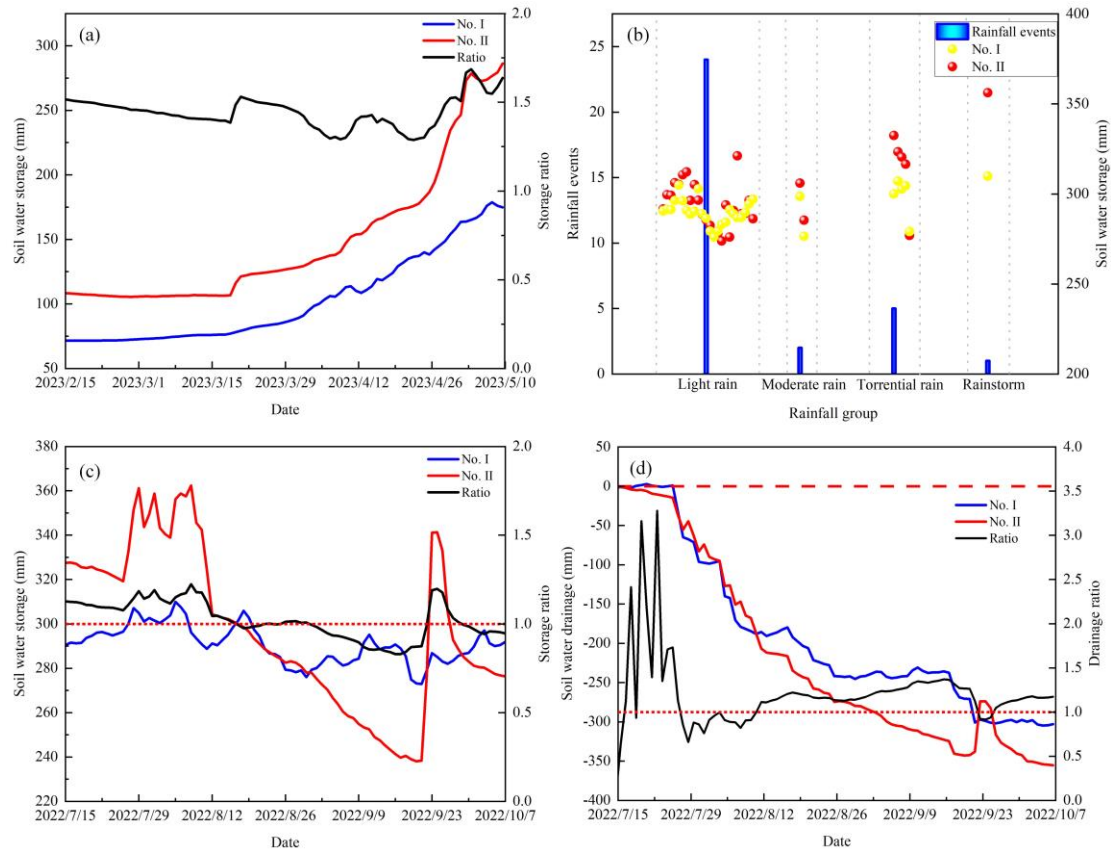 (a)
No. I
No. II
Ratio
300
250
200
150
100
50
2.0
1.5
1.0
0.5
0.0
Soil water storage (mm)
Storage ratio
2023/2/15 2023/3/1 2023/3/15 2023/3/29 2023/4/12 2023/4/26 2023/5/10
Date
(b)
Rainfall events
No. I
No. II
25
20
15
10
5
0
400
350
300
250
200
Rainfall events
Soil water storage (mm)
Light rain Moderate rain Torrential rain Rainstorm
Rainfall group
(c)
No. I
No. II
Ratio
380
360
340
320
300
280
260
240
220
2.0
1.5
1.0
0.5
0.0
Soil water storage (mm)
Storage ratio
2022/7/15 2022/7/29 2022/8/12 2022/8/26 2022/9/9 2022/9/23 2022/10/7
Date
(d)
No. I
No. II
Ratio
50
0
-50
-100
-150
-200
-250
-300
-350
-400
4.0
3.5
3.0
2.5
2.0
1.5
1.0
0.5
0.0
Soil water drainage (mm)
Drainage ratio
2022/7/15 2022/7/29 2022/8/12 2022/8/26 2022/9/9 2022/9/23 2022/10/7
Date